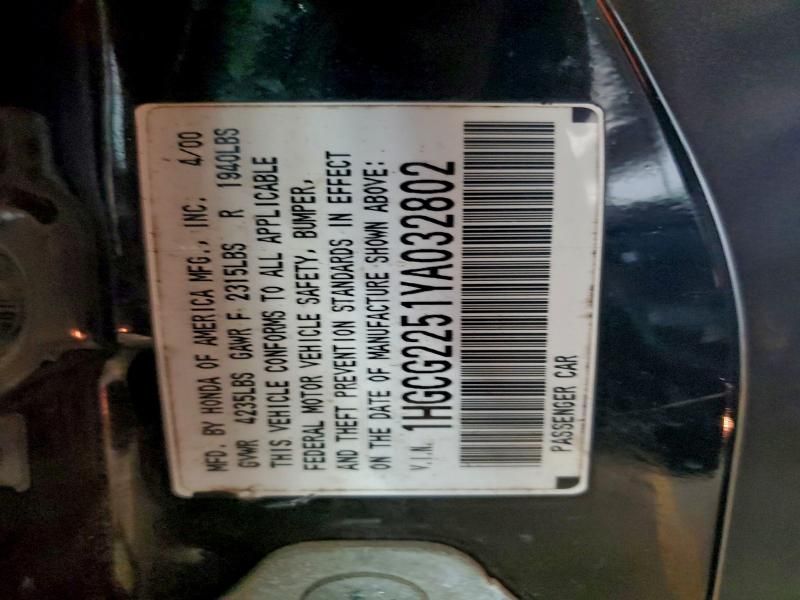 MFD. BY HONDA OF AMERICA MFG., INC. 4/00
GVWR 4235LBS GAWR F 2315LBS R 1940LBS
THIS VEHICLE CONFORMS TO ALL APPLICABLE
FEDERAL MOTOR VEHICLE SAFETY, BUMPER,
AND THEFT PREVENTION STANDARDS IN EFFECT
ON THE DATE OF MANUFACTURE SHOWN ABOVE:
V.I.N. 1HGCG2251YA032802
PASSENGER CAR